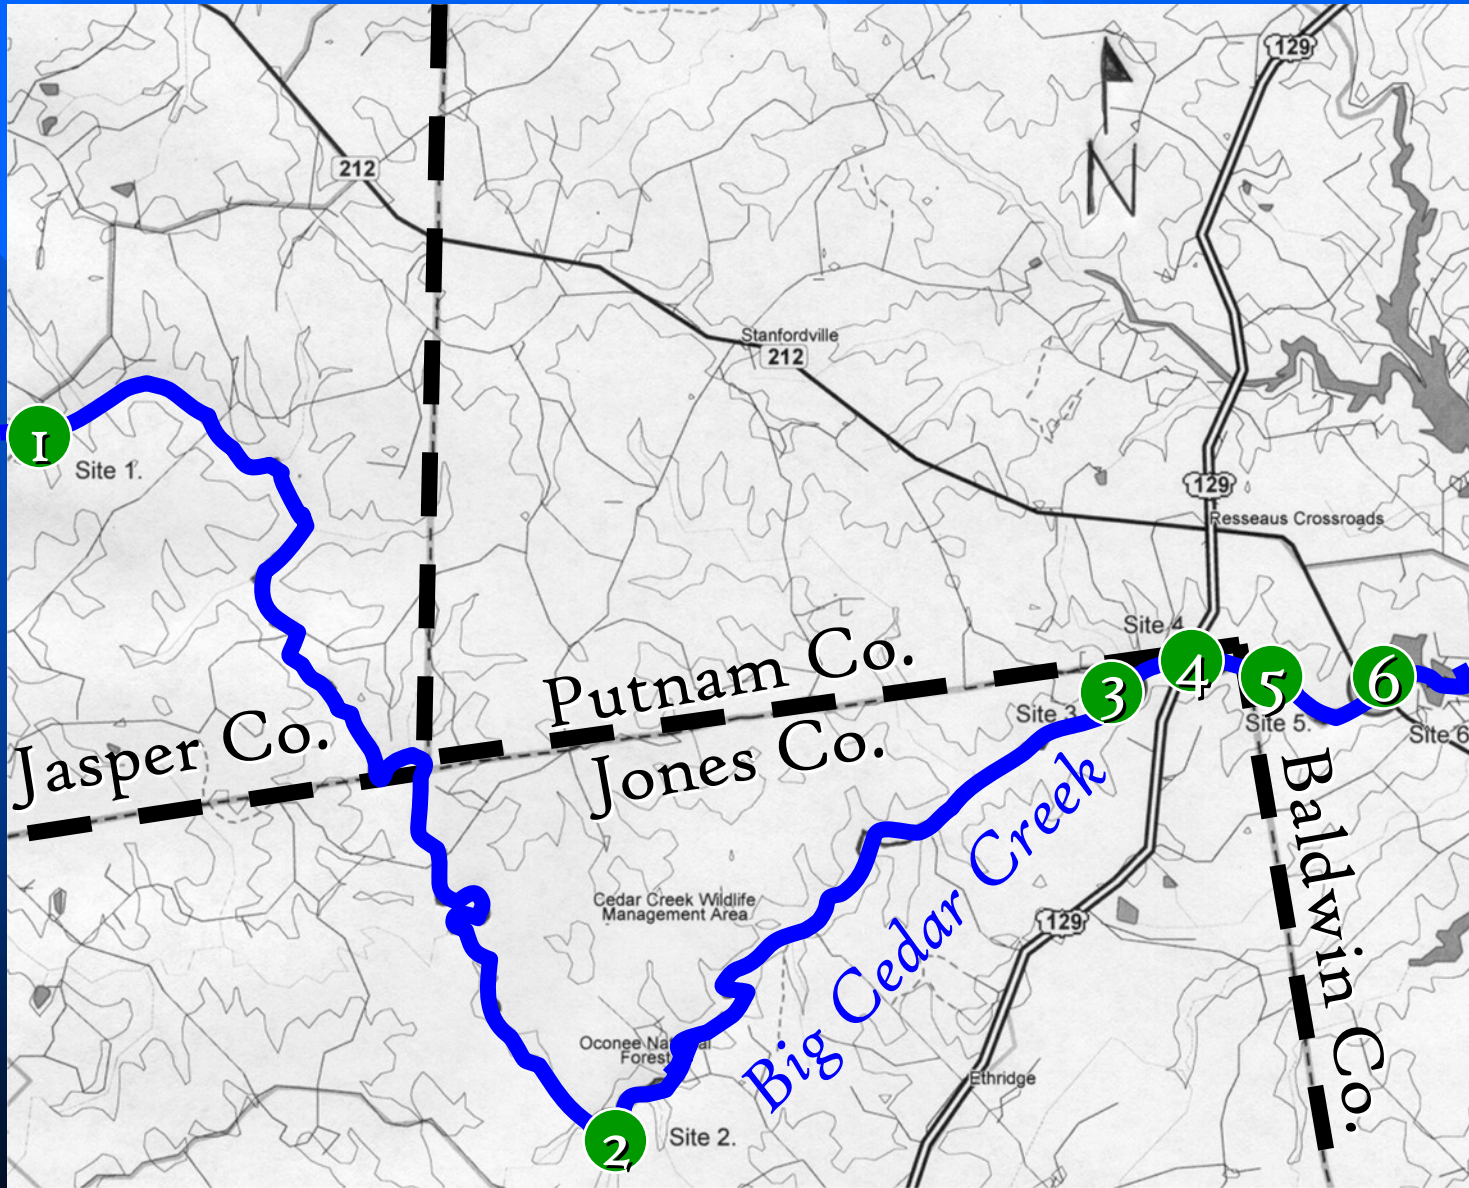 129
N
212
Stanfordville
212
129
Resseaus Crossroads
1
Site 1.
Site 4
Putnam Co.
3
4
5
6
Site 3
Site 5.
Site 6
Jasper Co.
Jones Co.
Baldwin Co.
Big Cedar Creek
Cedar Creek Wildlife
Management Area
129
Oconee National
Forest
Ethridge
2
Site 2.